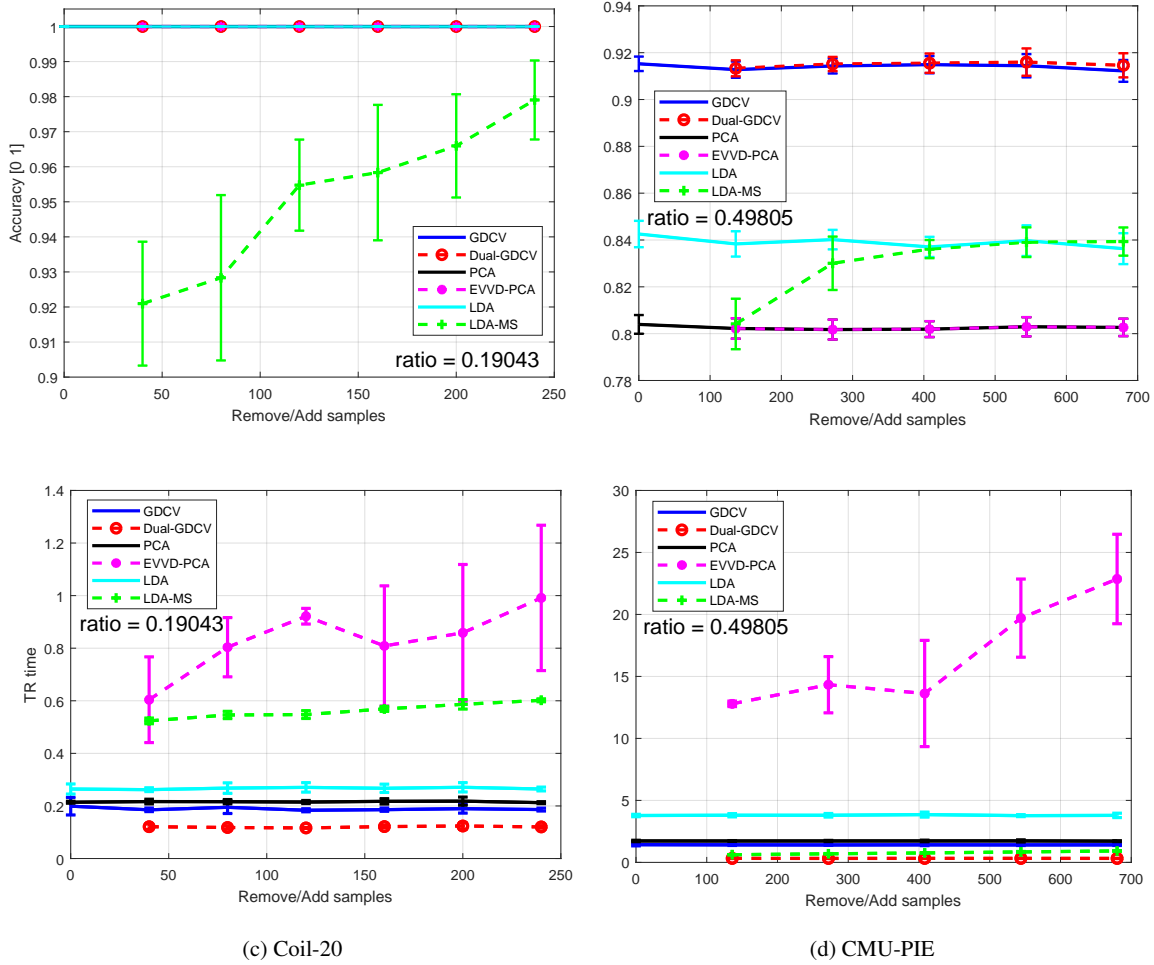 1
0.99
0.98
0.97
0.96
0.95
0.94
0.93
0.92
0.91
0.9
Accuracy [0 1]
GDCV
Dual-GDCV
PCA
EVVD-PCA
LDA
LDA-MS
ratio = 0.19043
0 50 100 150 200 250
Remove/Add samples
0.94
0.92
0.9
0.88
0.86
0.84
0.82
0.8
0.78
GDCV
Dual-GDCV
PCA
EVVD-PCA
LDA
LDA-MS
ratio = 0.49805
0 100 200 300 400 500 600 700
Remove/Add samples
1.4
1.2
1
0.8
0.6
0.4
0.2
0
TR time
GDCV
Dual-GDCV
PCA
EVVD-PCA
LDA
LDA-MS
ratio = 0.19043
0 50 100 150 200 250
Remove/Add samples
(c) Coil-20
30
25
20
15
10
5
0
GDCV
Dual-GDCV
PCA
EVVD-PCA
LDA
LDA-MS
ratio = 0.49805
0 100 200 300 400 500 600 700
Remove/Add samples
(d) CMU-PIE